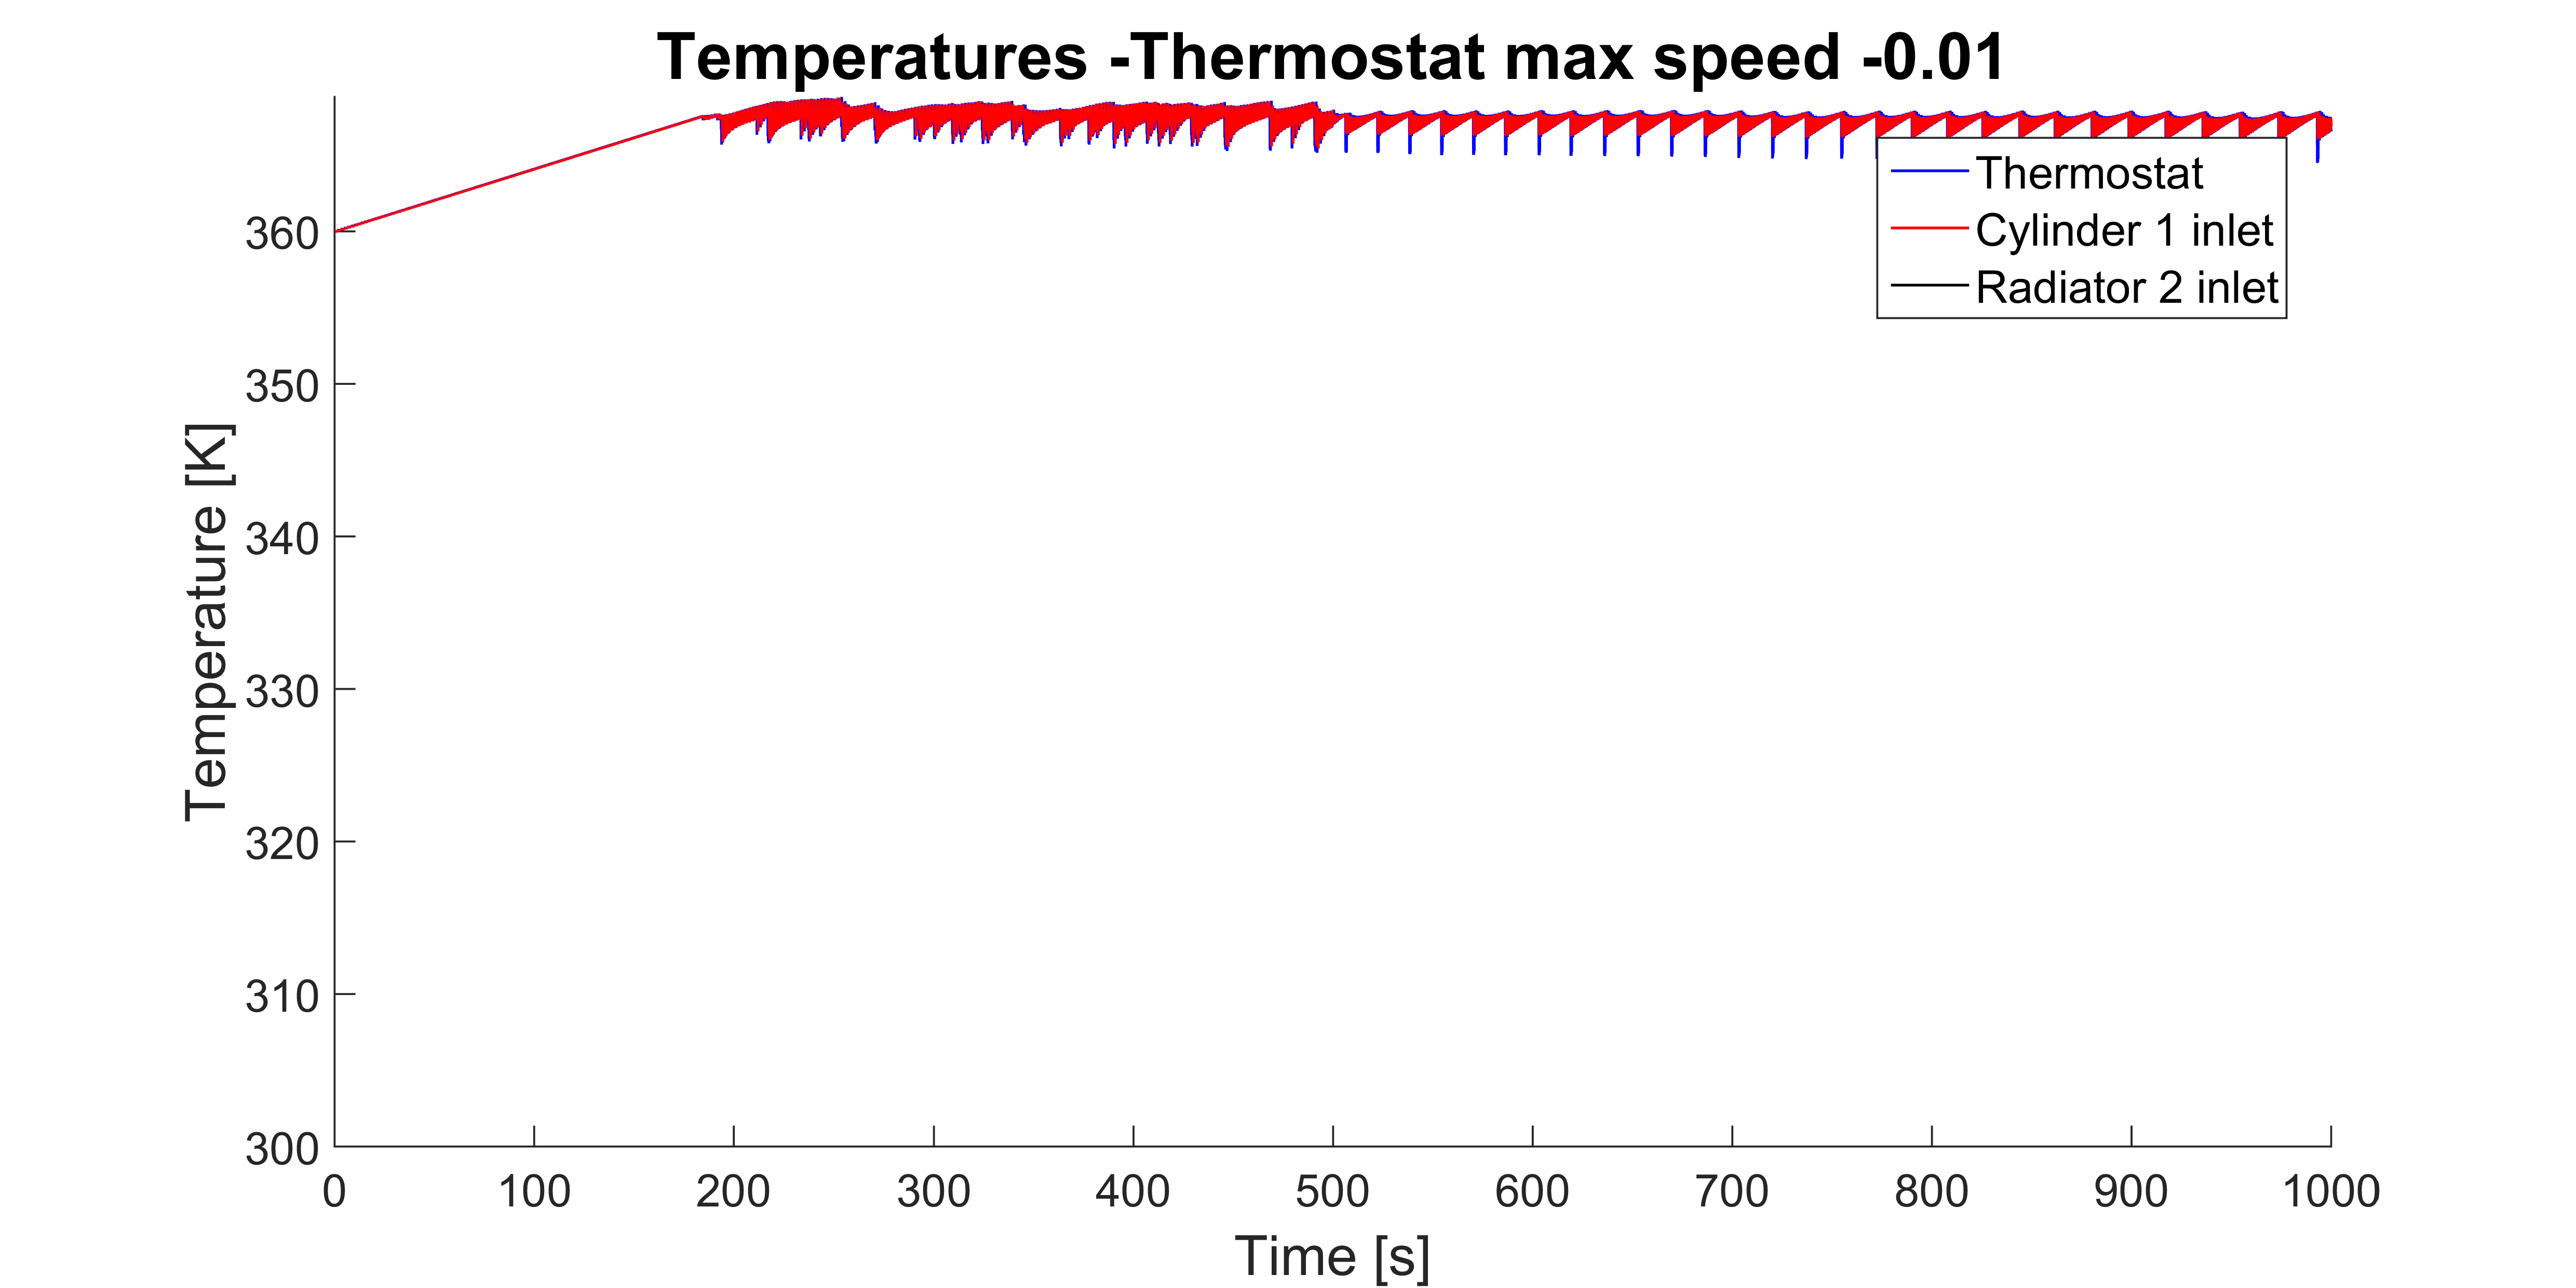 Temperatures -Thermostat max speed -0.01
Temperature [K]
360
350
340
330
320
310
300
Thermostat
Cylinder 1 inlet
Radiator 2 inlet
0 100 200 300 400 500 600 700 800 900 1000
Time [s]